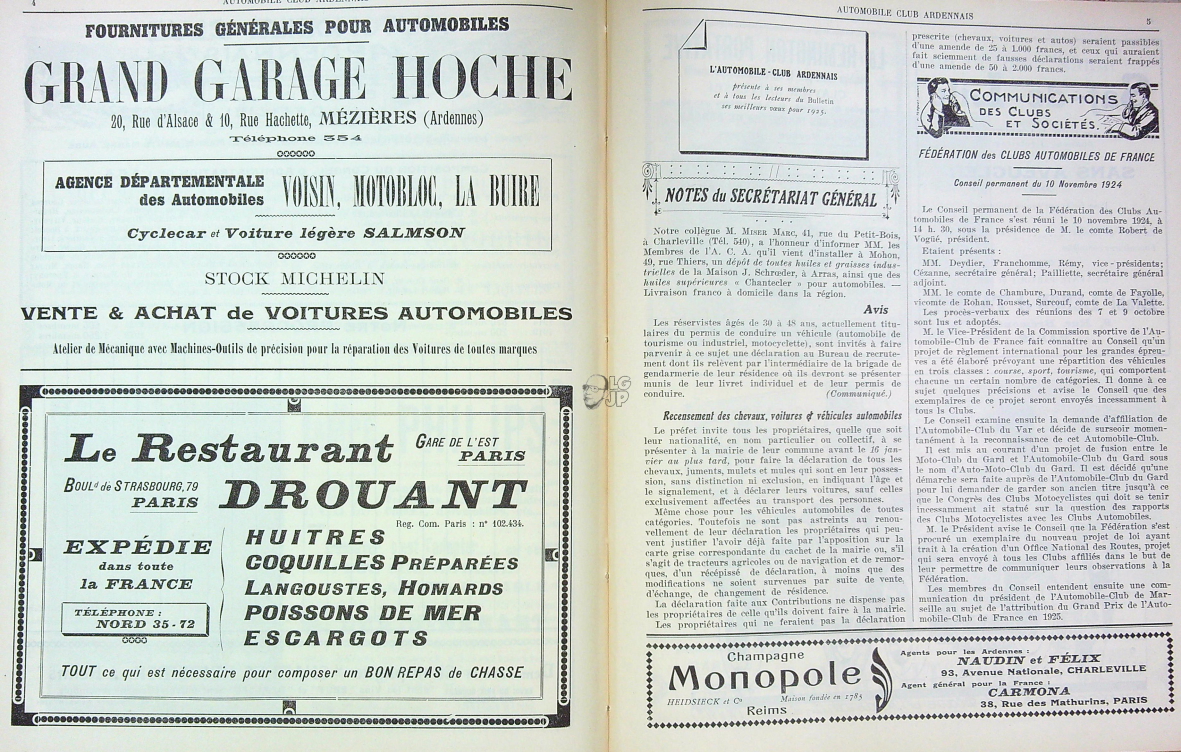 4
AUTOMOBILE CLUB ARDENNAIS
FOURNITURES GÉNÉRALES POUR AUTOMOBILES
GRAND GARAGE HOCHE
20, Rue d'Alsace & 10, Rue Hachette, MÉZIÈRES (Ardennes)
Téléphone 354
AGENCE DÉPARTEMENTALE
des Automobiles
VOISIN, MOTOBLOC, LA BUIRE
Cyclecar et Voiture légère SALMSON
STOCK MICHELIN
VENTE & ACHAT de VOITURES AUTOMOBILES
Atelier de Mécanique avec Machines-Outils de précision pour la réparation des Voitures de toutes marques
Le Restaurant
GARE DE L'EST
PARIS
BOULd de STRASBOURG, 79
PARIS
DROUANT
Reg. Com. Paris : n° 102.434.
EXPÉDIE
dans toute
la FRANCE
TÉLÉPHONE :
NORD 35-72
HUITRES
COQUILLES PRÉPARÉES
LANGOUSTES, HOMARDS
POISSONS DE MER
ESCARGOTS
TOUT ce qui est nécessaire pour composer un BON REPAS de CHASSE
AUTOMOBILE CLUB ARDENNAIS
5
L'AUTOMOBILE-CLUB ARDENNAIS
présente à ses membres
et à tous les lecteurs du Bulletin
ses meilleurs vœux pour 1925.
NOTES du SECRÉTARIAT GÉNÉRAL
Notre collègue M. MISER MARC, 41, rue du Petit-Bois,
à Charleville (Tél. 540), a l'honneur d'informer MM. les
Membres de l'A. C. A. qu'il vient d'installer à Mohon,
49, rue Thiers, un dépôt de toutes huiles et graisses indus-
trielles de la Maison J. Schrœder, à Arras, ainsi que des
huiles supérieures « Chantecler » pour automobiles. —
Livraison franco à domicile dans la région.
Avis
Les réservistes âgés de 30 à 48 ans, actuellement titu-
laires du permis de conduire un véhicule (automobile de
tourisme ou industriel, motocyclette), sont invités à faire
parvenir à ce sujet une déclaration au Bureau de recrute-
ment dont ils relèvent par l'intermédiaire de la brigade de
gendarmerie de leur résidence où ils devront se présenter
munis de leur livret individuel et de leur permis de
conduire. (Communiqué.)
Recensement des chevaux, voitures & véhicules automobiles
Le préfet invite tous les propriétaires, quelle que soit
leur nationalité, en nom particulier ou collectif, à se
présenter à la mairie de leur commune avant le 16 jan-
vier au plus tard, pour faire la déclaration de tous les
chevaux, juments, mulets et mules qui sont en leur posses-
sion, sans distinction ni exclusion, en indiquant l'âge et
le signalement, et à déclarer leurs voitures, sauf celles
exclusivement affectées au transport des personnes.
Même chose pour les véhicules automobiles de toutes
catégories. Toutefois ne sont pas astreints au renou-
vellement de leur déclaration les propriétaires qui peu-
vent justifier l'avoir déjà faite par l'apposition sur la
carte grise correspondante du cachet de la mairie ou, s'il
s'agit de tracteurs agricoles ou de navigation et de remor-
ques, d'un récépissé de déclaration, à moins que des
modifications ne soient survenues par suite de vente,
d'échange, de changement de résidence.
La déclaration faite aux Contributions ne dispense pas
les propriétaires de celle qu'ils doivent faire à la mairie.
Les propriétaires qui ne feraient pas la déclaration
prescrite (chevaux, voitures et autos) seraient passibles
d'une amende de 25 à 1.000 francs, et ceux qui auraient
fait sciemment de fausses déclarations seraient frappés
d'une amende de 50 à 2.000 francs.
COMMUNICATIONS
DES CLUBS
ET SOCIÉTÉS.
FÉDÉRATION des CLUBS AUTOMOBILES DE FRANCE
Conseil permanent du 10 Novembre 1924
Le Conseil permanent de la Fédération des Clubs Au-
tomobiles de France s'est réuni le 10 novembre 1924, à
14 h. 30, sous la présidence de M. le comte Robert de
Vogüé, président.
Etaient présents :
MM. Deydier, Franchomme, Rémy, vice-présidents;
Cézanne, secrétaire général; Pailliette, secrétaire général
adjoint.
MM. le comte de Chambure, Durand, comte de Fayolle,
vicomte de Rohan, Rousset, Surcouf, comte de La Valette.
Les procès-verbaux des réunions des 7 et 9 octobre
sont lus et adoptés.
M. le Vice-Président de la Commission sportive de l'Au-
tomobile-Club de France fait connaître au Conseil qu'un
projet de règlement international pour les grandes épreu-
ves a été élaboré prévoyant une répartition des véhicules
en trois classes : course, sport, tourisme, qui comportent
chacune un certain nombre de catégories. Il donne à ce
sujet quelques précisions et avise le Conseil que des
exemplaires de ce projet seront envoyés incessamment à
tous ls Clubs.
Le Conseil examine ensuite la demande d'affiliation de
l'Automobile-Club du Var et décide de surseoir momen-
tanément à la reconnaissance de cet Automobile-Club.
Il est mis au courant d'un projet de fusion entre le
Moto-Club du Gard et l'Automobile-Club du Gard sous
le nom d'Auto-Moto-Club du Gard. Il est décidé qu'une
démarche sera faite auprès de l'Automobile-Club du Gard
pour lui demander de garder son ancien titre jusqu'à ce
que le Congrès des Clubs Motocyclistes qui doit se tenir
incessamment ait statué sur la question des rapports
des Clubs Motocyclistes avec les Clubs Automobiles.
M. le Président avise le Conseil que la Fédération s'est
procuré un exemplaire du nouveau projet de loi ayant
trait à la création d'un Office National des Routes, projet
qui sera envoyé à tous les Clubs affiliés dans le but de
leur permettre de communiquer leurs observations à la
Fédération.
Les membres du Conseil entendent ensuite une com-
munication du président de l'Automobile-Club de Mar-
seille au sujet de l'attribution du Grand Prix de l'Auto-
mobile-Club de France en 1925.
Champagne
Monopole
HEIDSIECK et Co
Maison fondée en 1785
Reims
Agents pour les Ardennes :
NAUDIN et FÉLIX
93, Avenue Nationale, CHARLEVILLE
Agent général pour la France :
CARMONA
38, Rue des Mathurins, PARIS
LG
JP